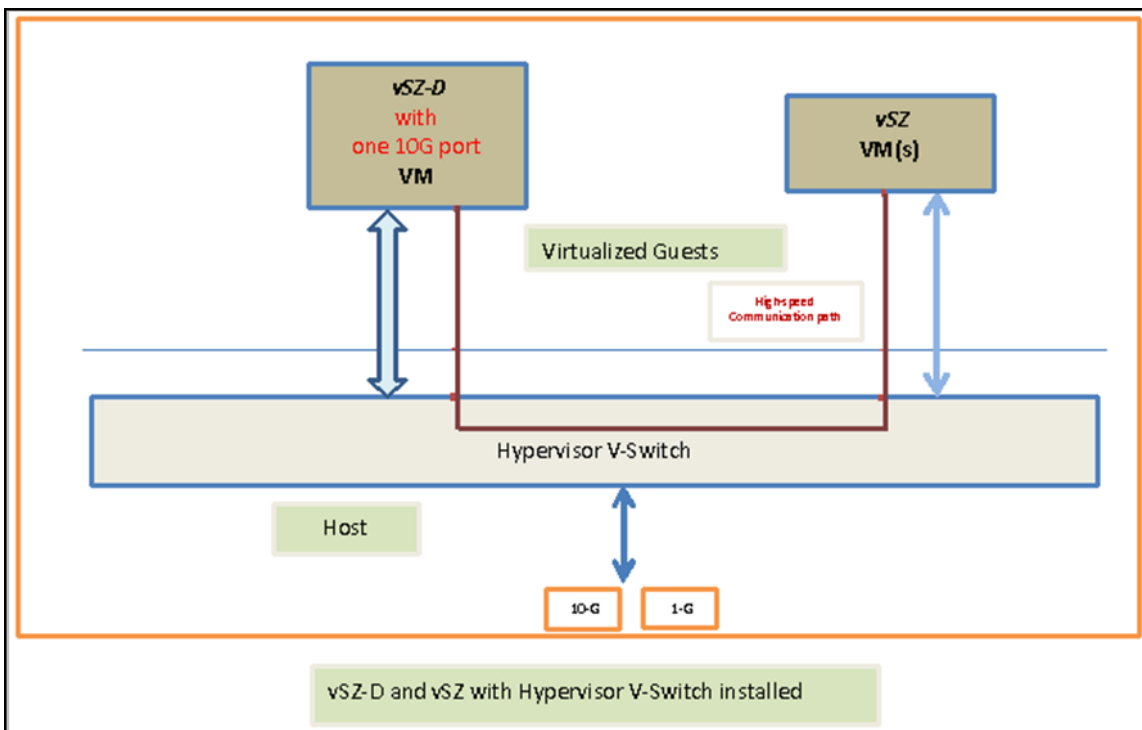 vSZ-D
with
one 10G port
VM
vSZ
VM(s)
Virtualized Guests
High-speed
Communication path
Hypervisor V-Switch
Host
10-G
1-G
vSZ-D and vSZ with Hypervisor V-Switch installed